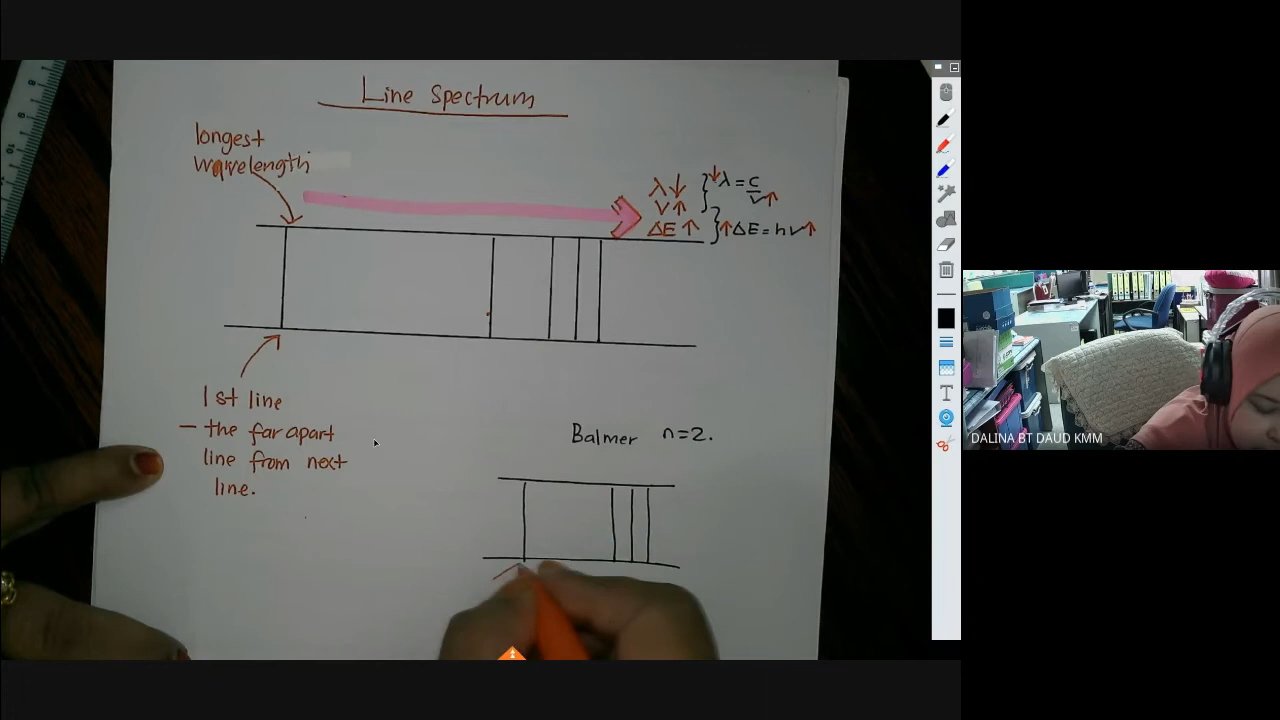 Line Spectrum
longest
wavelength
λ↓
ν↑
ΔE ↑
↓λ = c
ν↑
↑ΔE = hν↑
1st line
– the far apart
line from next
line.
Balmer n=2.
T
DALINA BT DAUD KMM